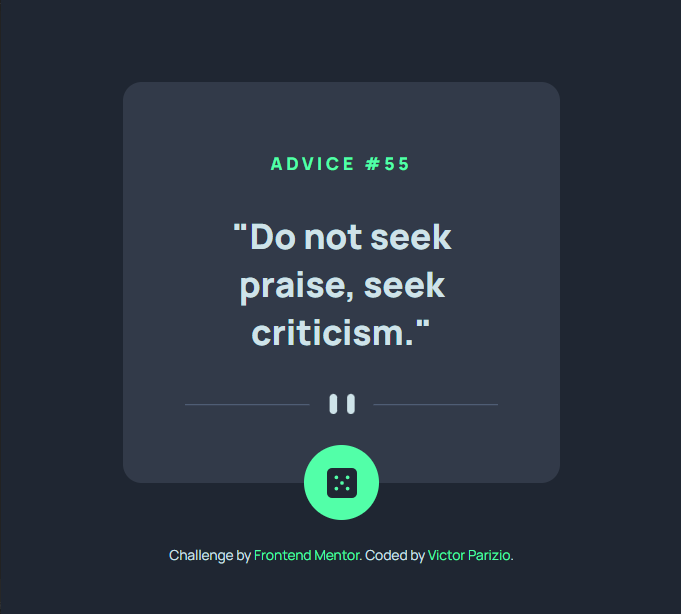 ADVICE #55
"Do not seek
praise, seek
criticism."
Challenge by Frontend Mentor. Coded by Victor Parizio.